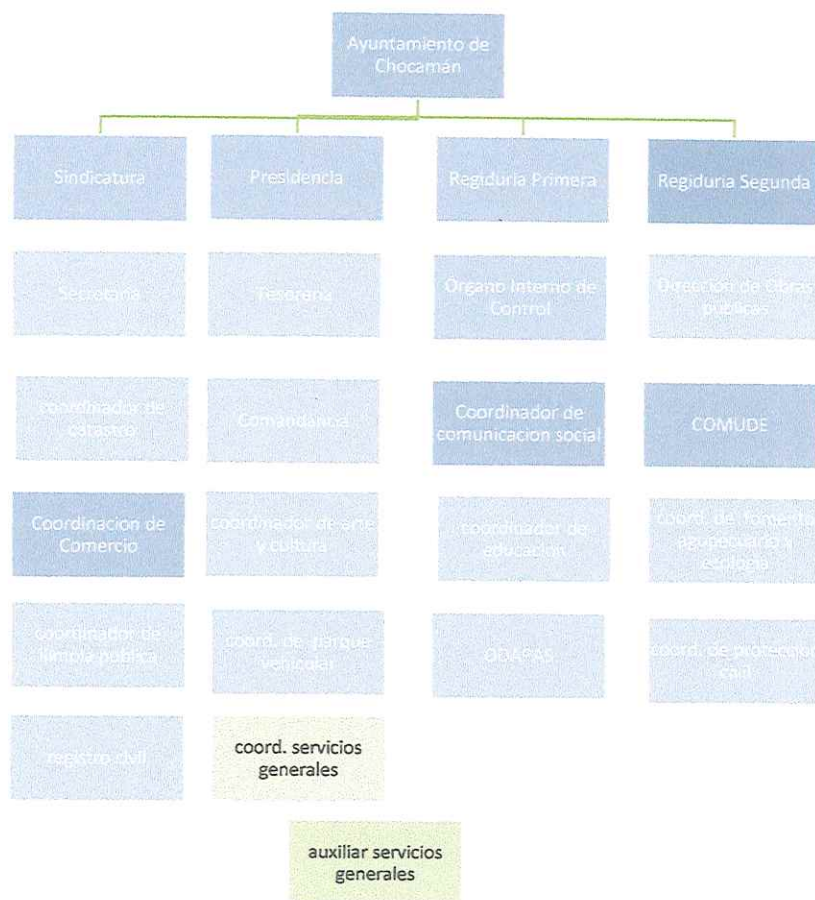 Ayuntamiento de
Chocamán
Sindicatura
Presidencia
Regiduria Primera
Regiduria Segunda
Secretaria
Tesoreria
Organo Interno de
Control
Direccion de Obras
publicas
coordinador de
catastro
Comandancia
Coordinador de
comunicacion social
COMUDE
Coordinacion de
Comercio
coordinador de arte
y cultura
coordinador de
educacion
coord. de fomento
agopecuario y
ecologia
coordinador de
limpia publica
coord. de parque
vehicular
ODAPAS
coord. de proteccion
civil
registro civil
coord. servicios
generales
auxiliar servicios
generales